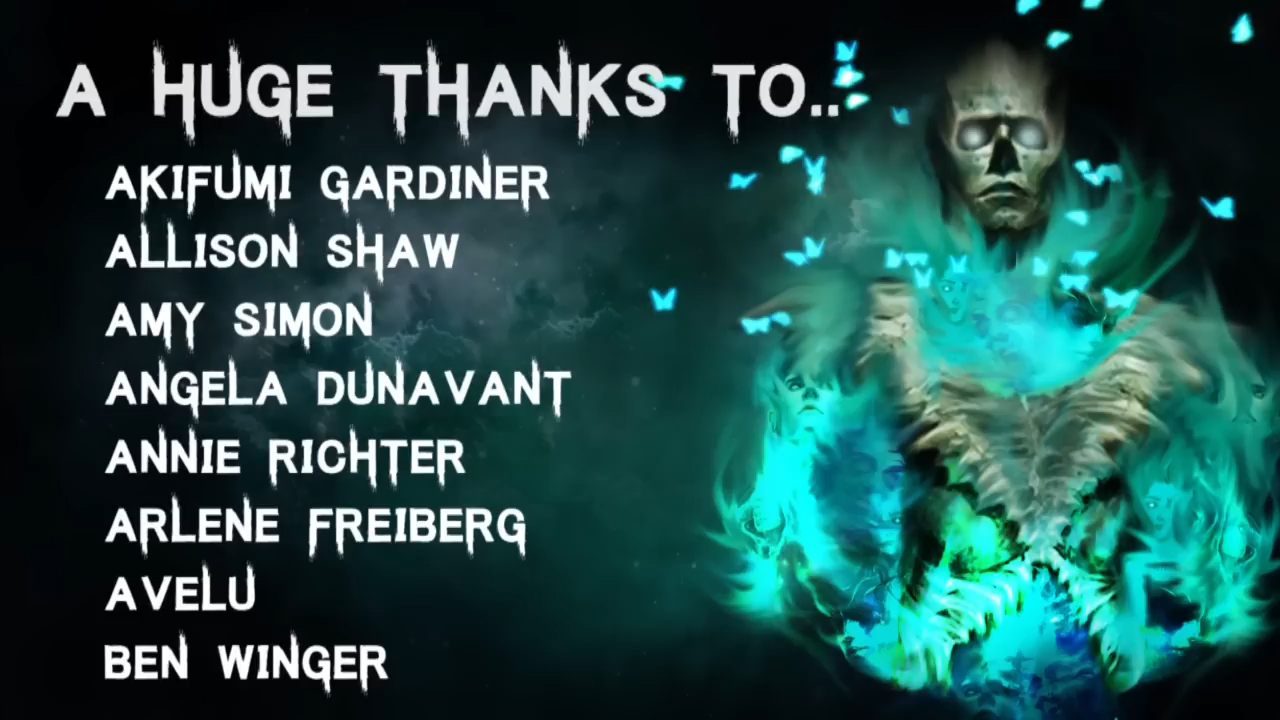 A HUGE THANKS TO..
AKIFUMI GARDINER
ALLISON SHAW
AMY SIMON
ANGELA DUNAVANT
ANNIE RICHTER
ARLENE FREIBERG
AVELU
BEN WINGER